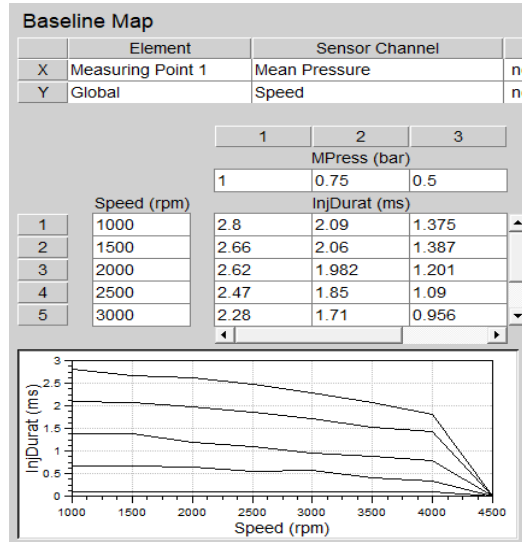 Baseline Map
Element Sensor Channel
X Measuring Point 1 Mean Pressure
Y Global Speed
1 2 3
MPress (bar)
1 0.75 0.5
Speed (rpm) InjDurat (ms)
1 1000 2.8 2.09 1.375
2 1500 2.66 2.06 1.387
3 2000 2.62 1.982 1.201
4 2500 2.47 1.85 1.09
5 3000 2.28 1.71 0.956
3
2.5
2
1.5
1
0.5
0
InjDurat (ms)
1000 1500 2000 2500 3000 3500 4000 4500
Speed (rpm)